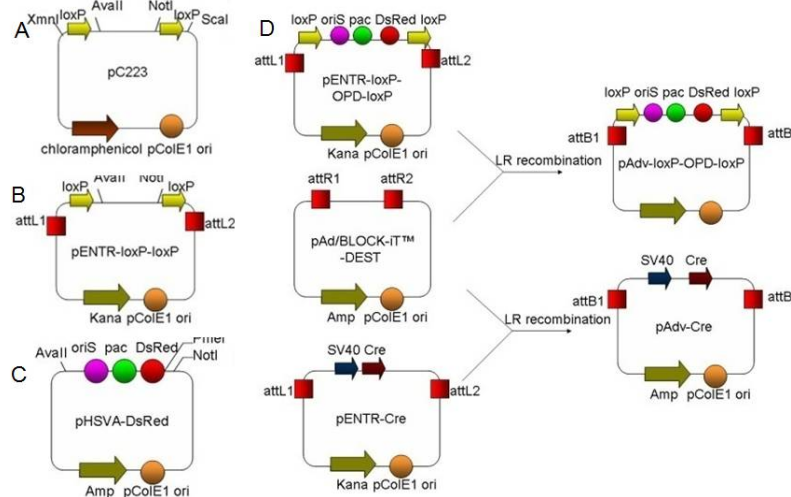 A
XmnI loxP AvaII NotI ScaI
pC223
chloramphenicol pColE1 ori
B
loxP AvaII NotI loxP
attL1 attL2
pENTR-loxP-loxP
Kana pColE1 ori
C
AvaII oriS pac DsRed PmeI
NotI
pHSVA-DsRed
Amp pColE1 ori
D
loxP oriS pac DsRed loxP
attL1 attL2
pENTR-loxP-
OPD-loxP
Kana pColE1 ori
attR1 attR2
pAd/BLOCK-iT™
-DEST
Amp pColE1 ori
SV40 Cre
attL1 attL2
pENTR-Cre
Kana pColE1 ori
LR recombination
LR recombination
loxP oriS pac DsRed loxP
attB1 attB
pAdv-loxP-OPD-loxP
SV40 Cre
attB1 attB
pAdv-Cre
Amp pColE1 ori